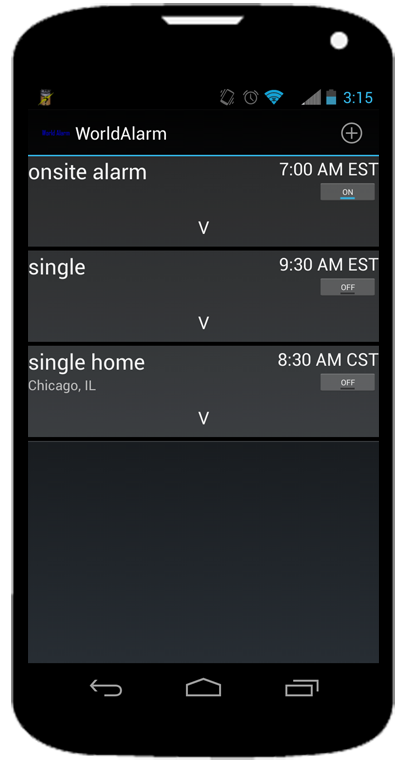 3:15
WorldAlarm
onsite alarm 7:00 AM EST
ON
V
single 9:30 AM EST
OFF
V
single home 8:30 AM CST
Chicago, IL OFF
V